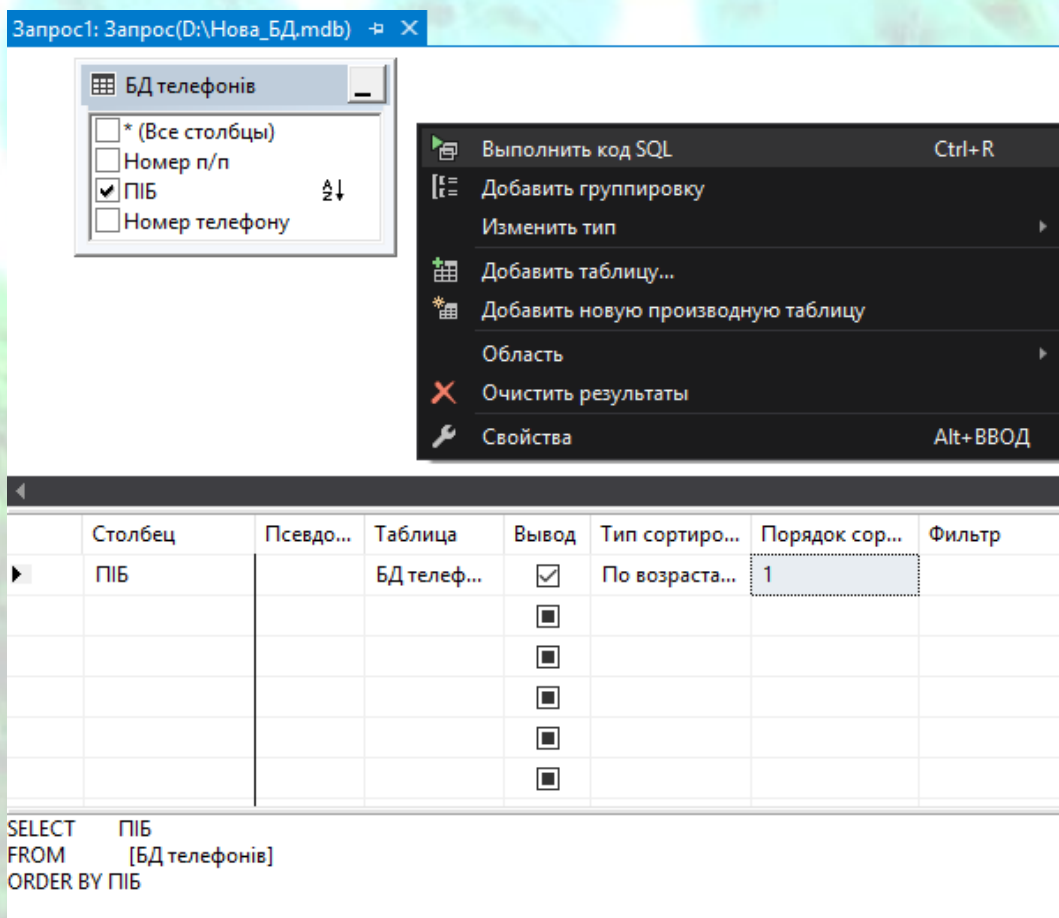 Запрос1: Запрос(D:\Нова_БД.mdb)
БД телефонів
* (Все столбцы)
Номер п/п
ПІБ
Номер телефону
Выполнить код SQL Ctrl+R
Добавить группировку
Изменить тип
Добавить таблицу...
Добавить новую производную таблицу
Область
Очистить результаты
Свойства Alt+ВВОД
Столбец Псевдо... Таблица Вывод Тип сортиро... Порядок сор... Фильтр
ПІБ БД телеф... По возраста... 1
SELECT ПІБ
FROM [БД телефонів]
ORDER BY ПІБ